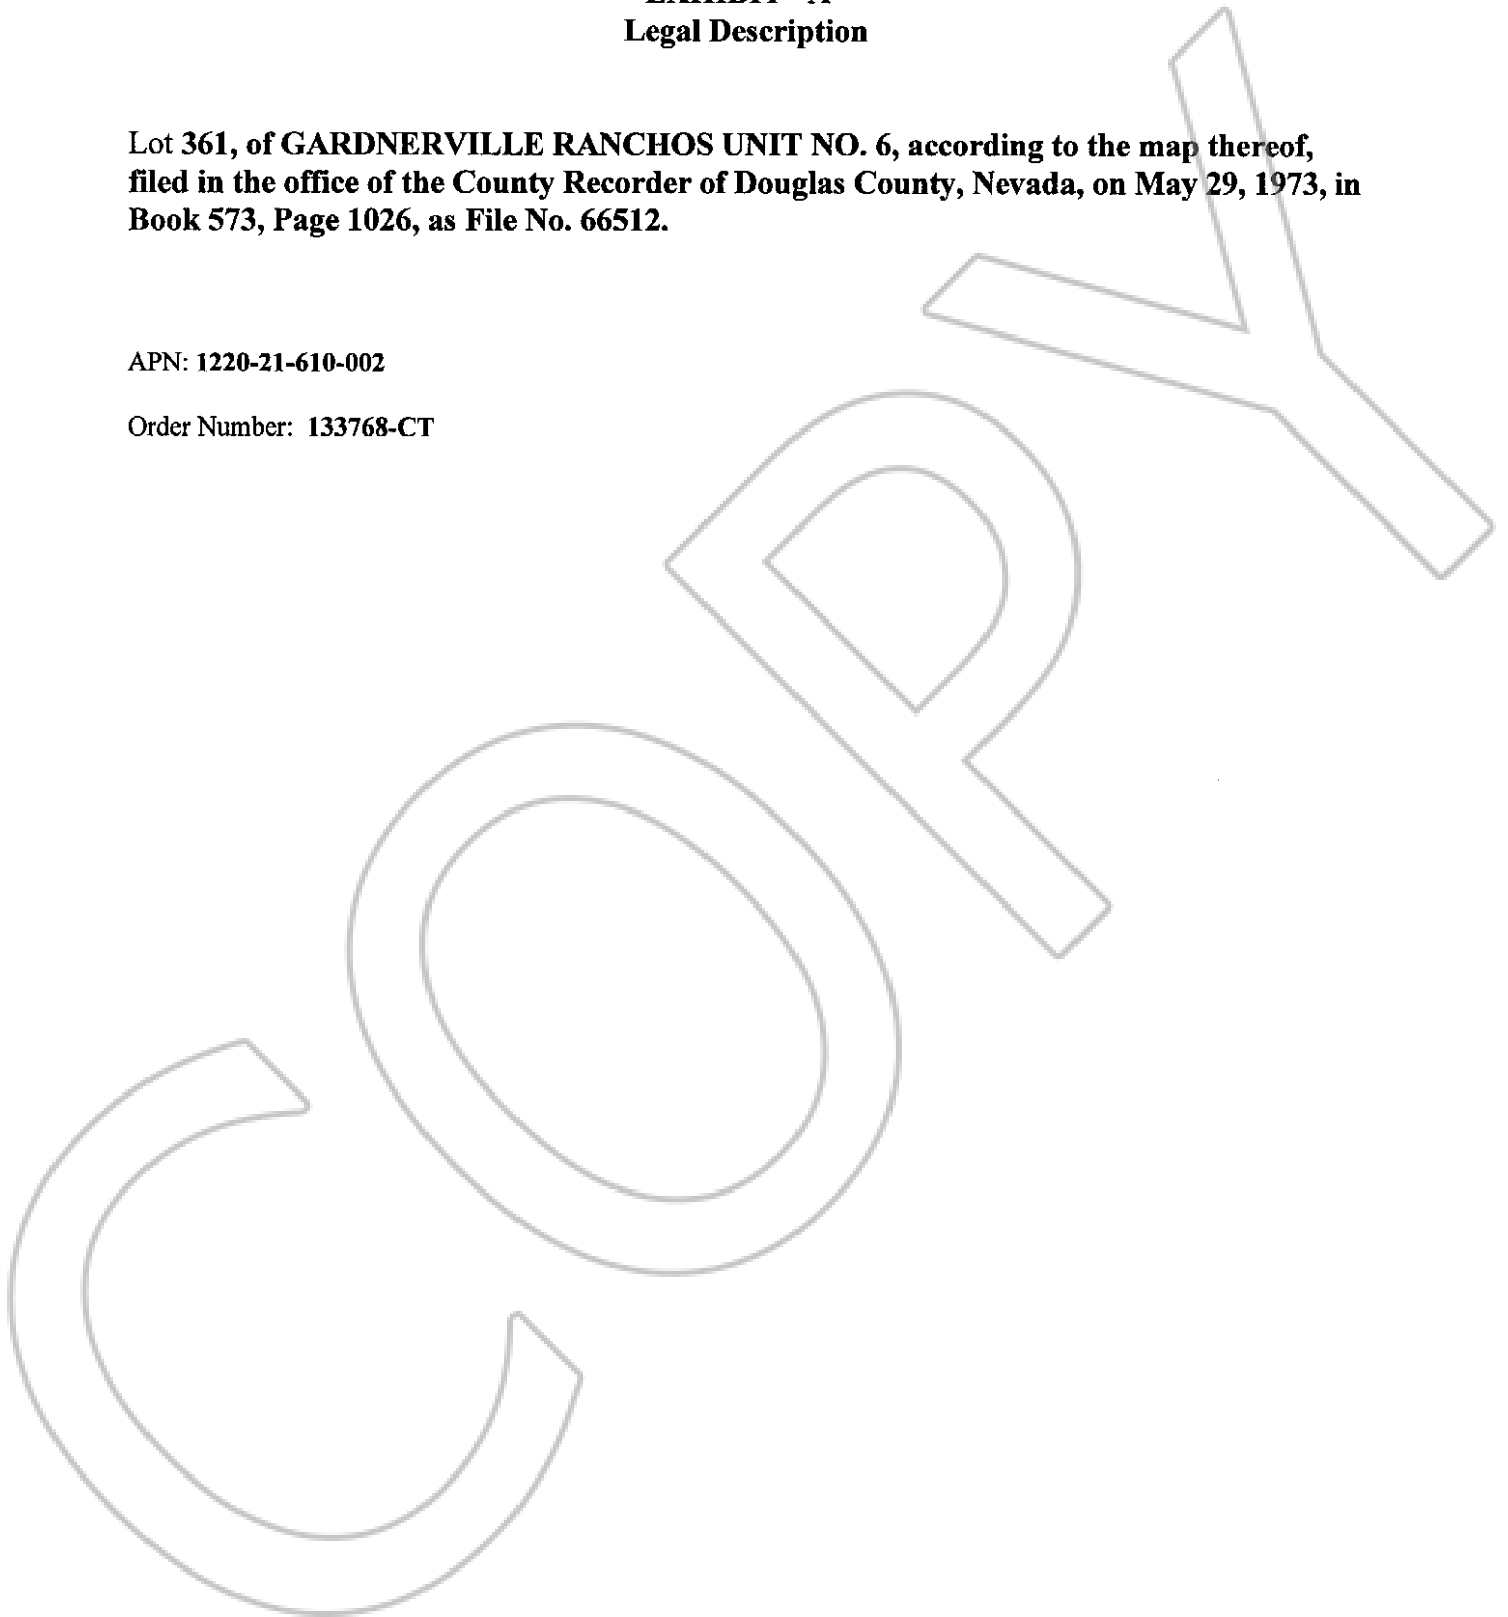 Legal Description
Lot 361, of GARDNERVILLE RANCHOS UNIT NO. 6, according to the map thereof,
filed in the office of the County Recorder of Douglas County, Nevada, on May 29, 1973, in
Book 573, Page 1026, as File No. 66512.
APN: 1220-21-610-002
Order Number: 133768-CT
COPY